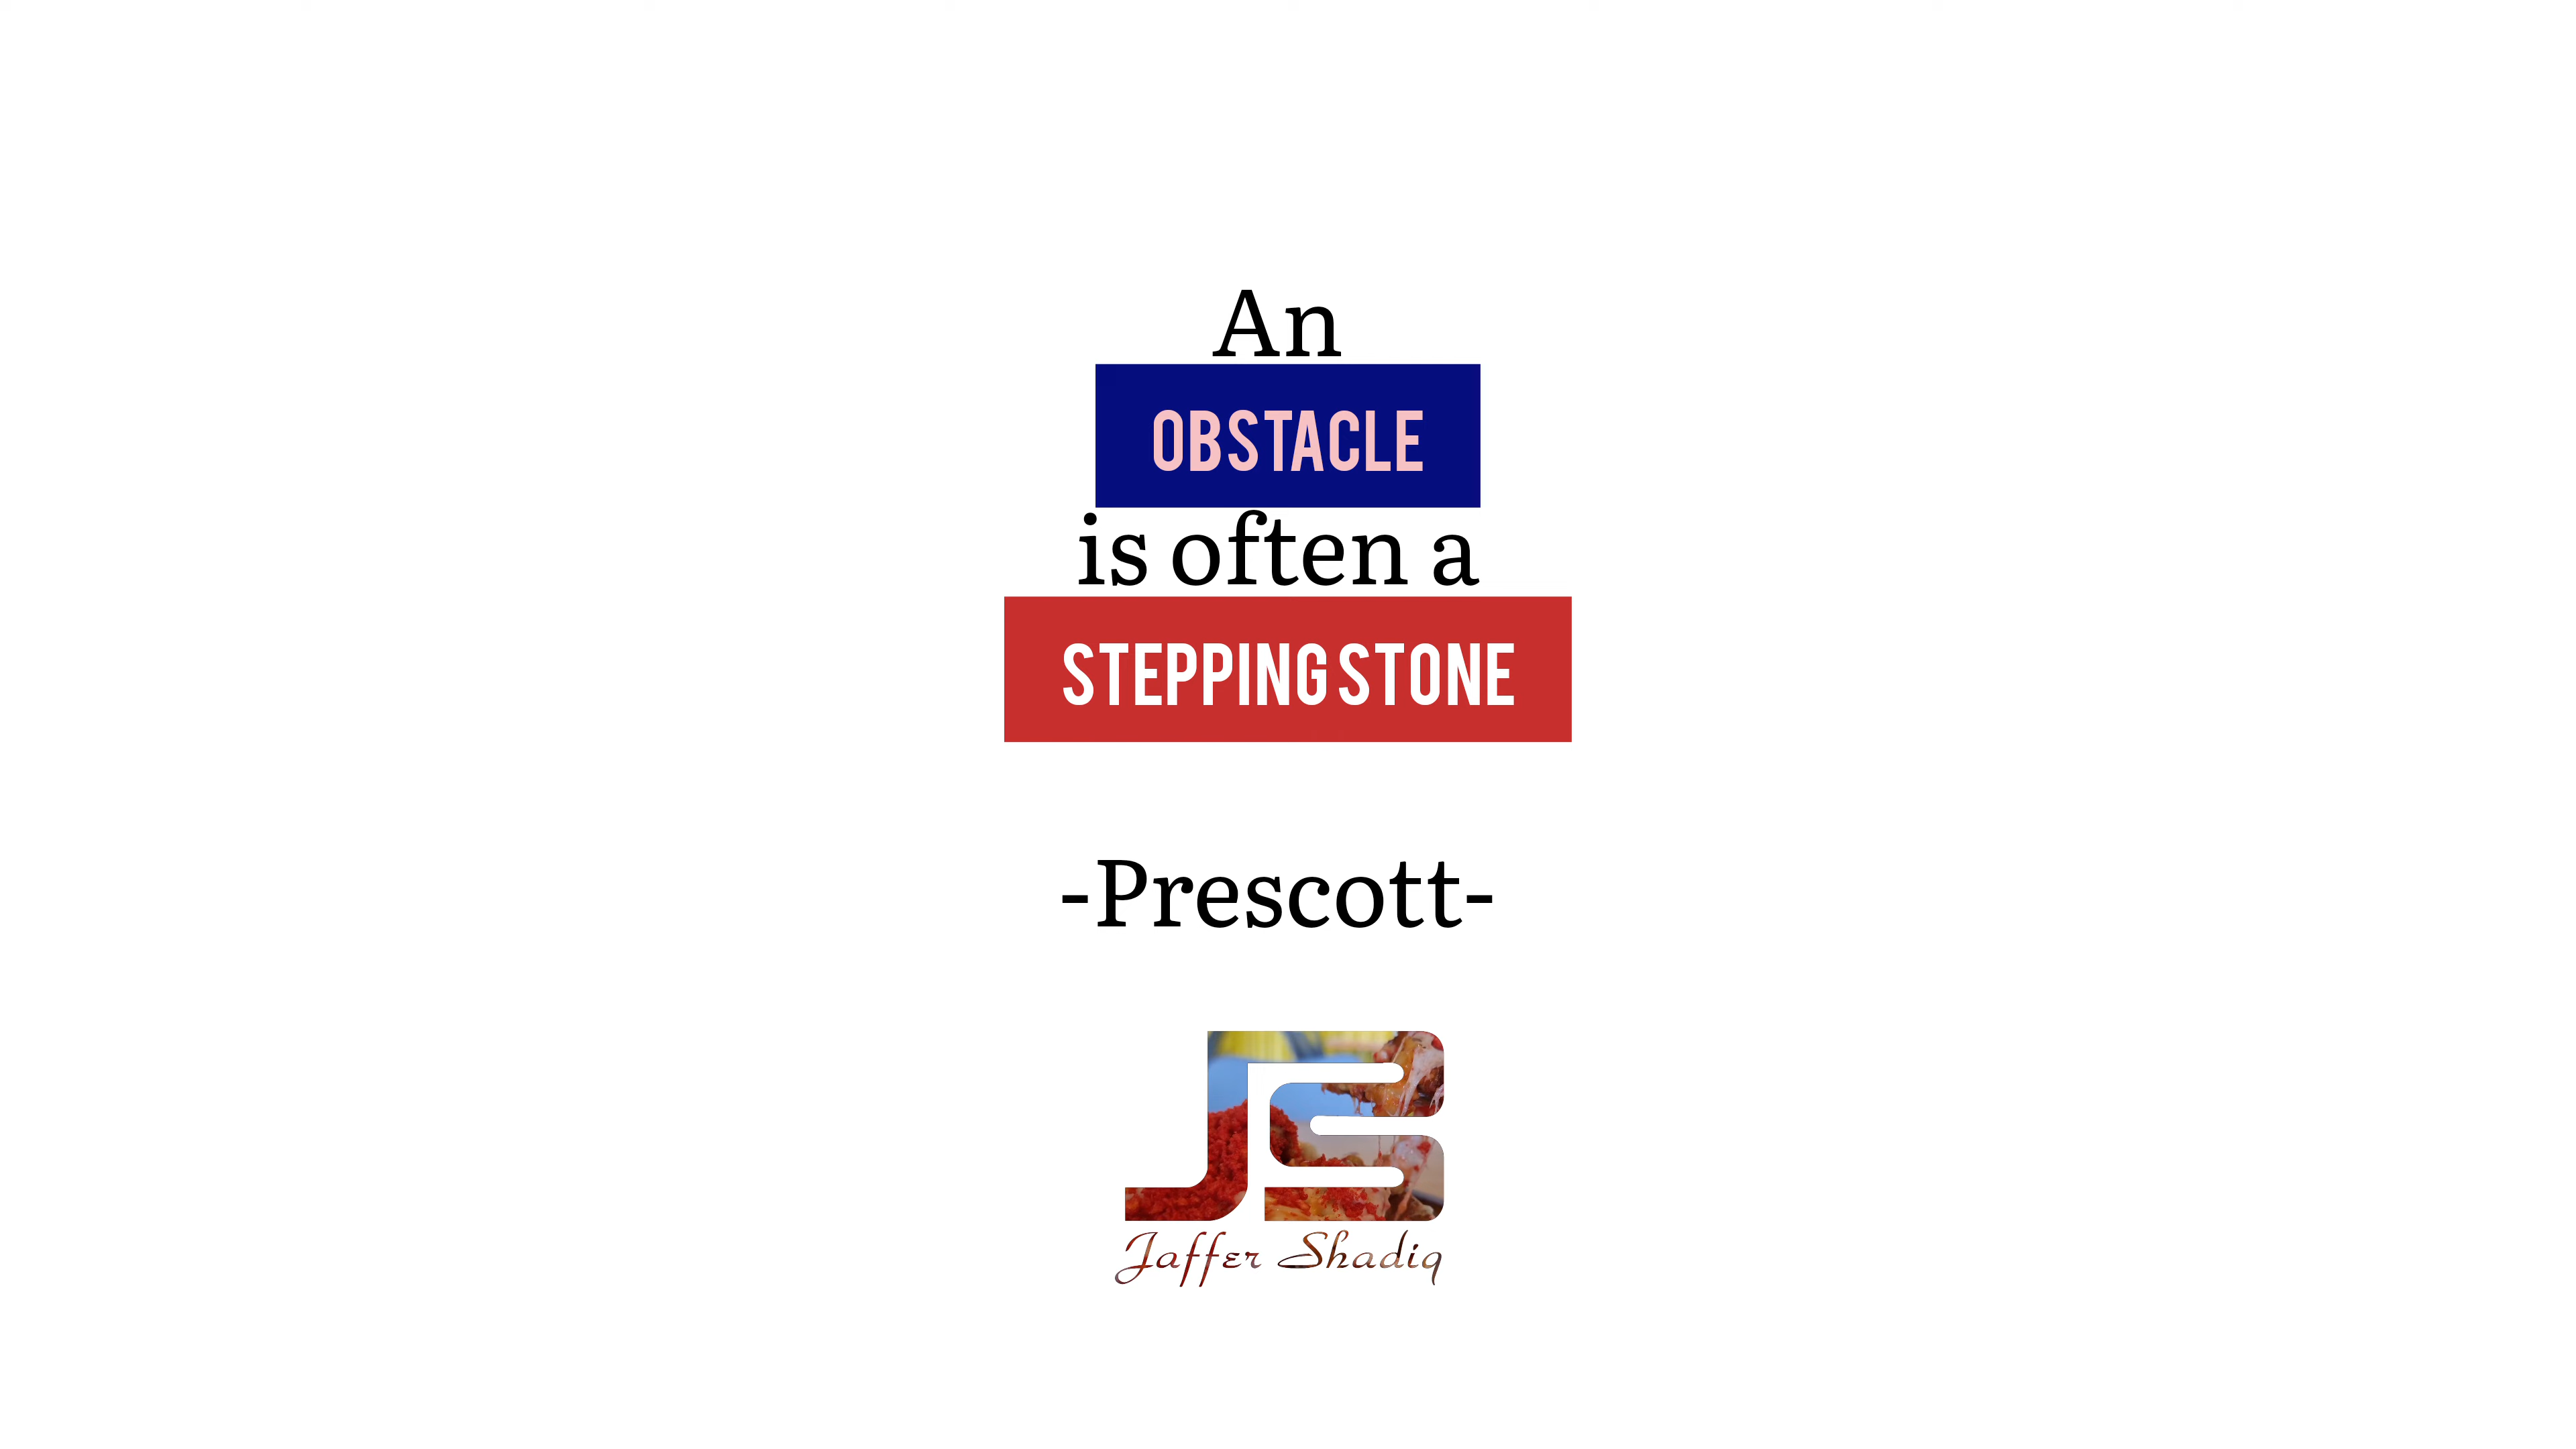 An
OBSTACLE
is often a
STEPPING STONE
-Prescott-
JS
Jaffer Shadiq